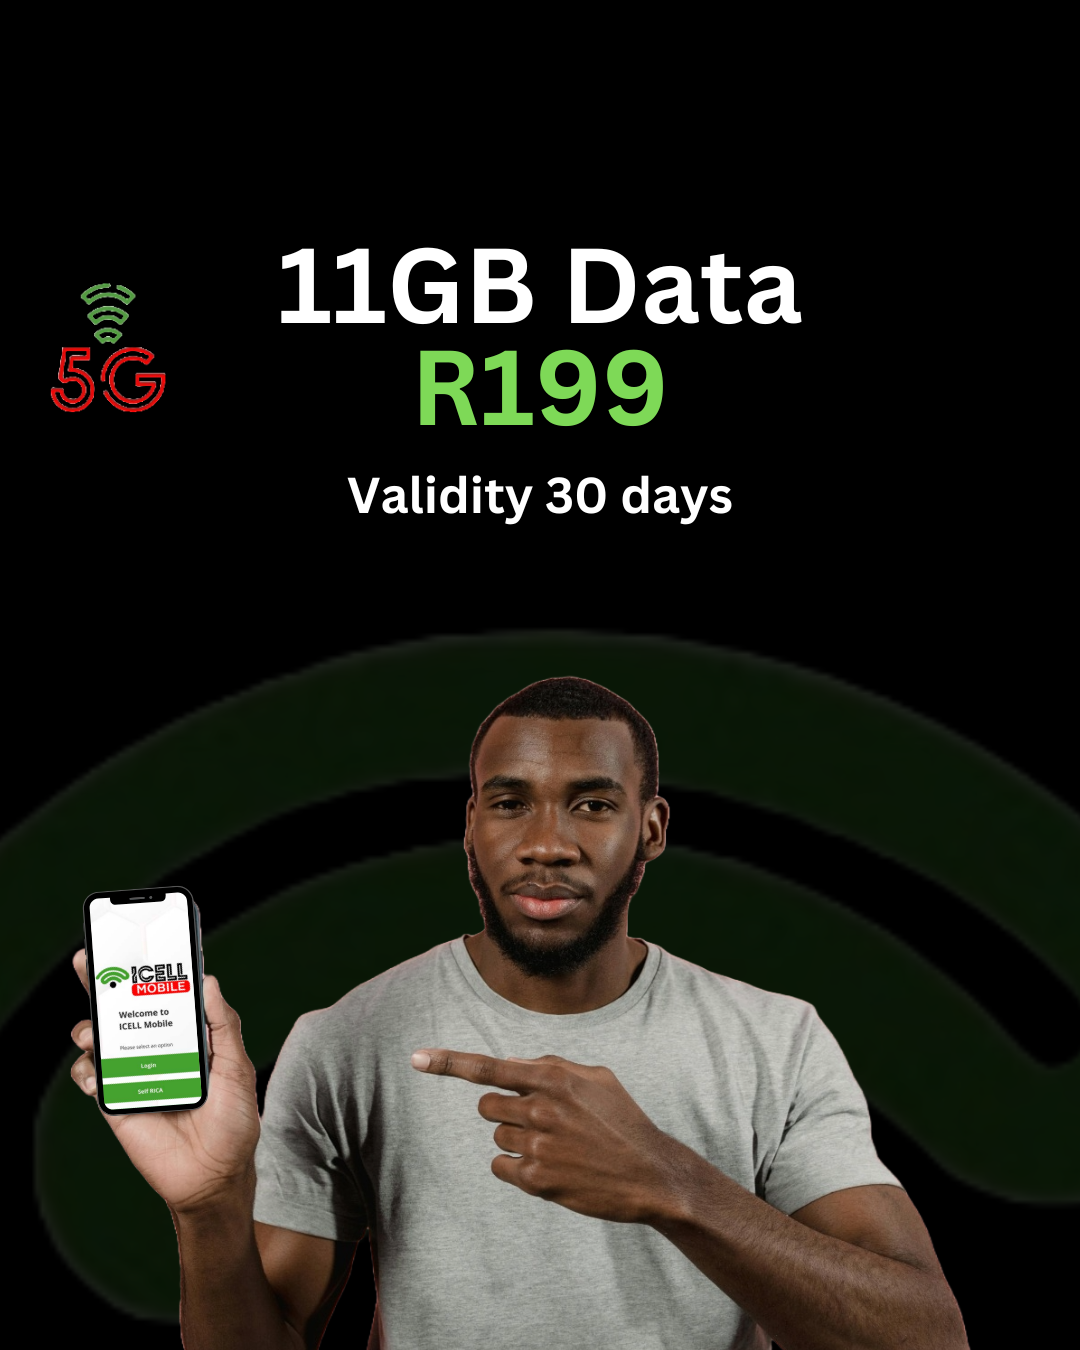 11GB Data
R199
Validity 30 days
5G
ICELL
MOBILE
Welcome to
ICELL Mobile
Please select an option
Login
Self RICA